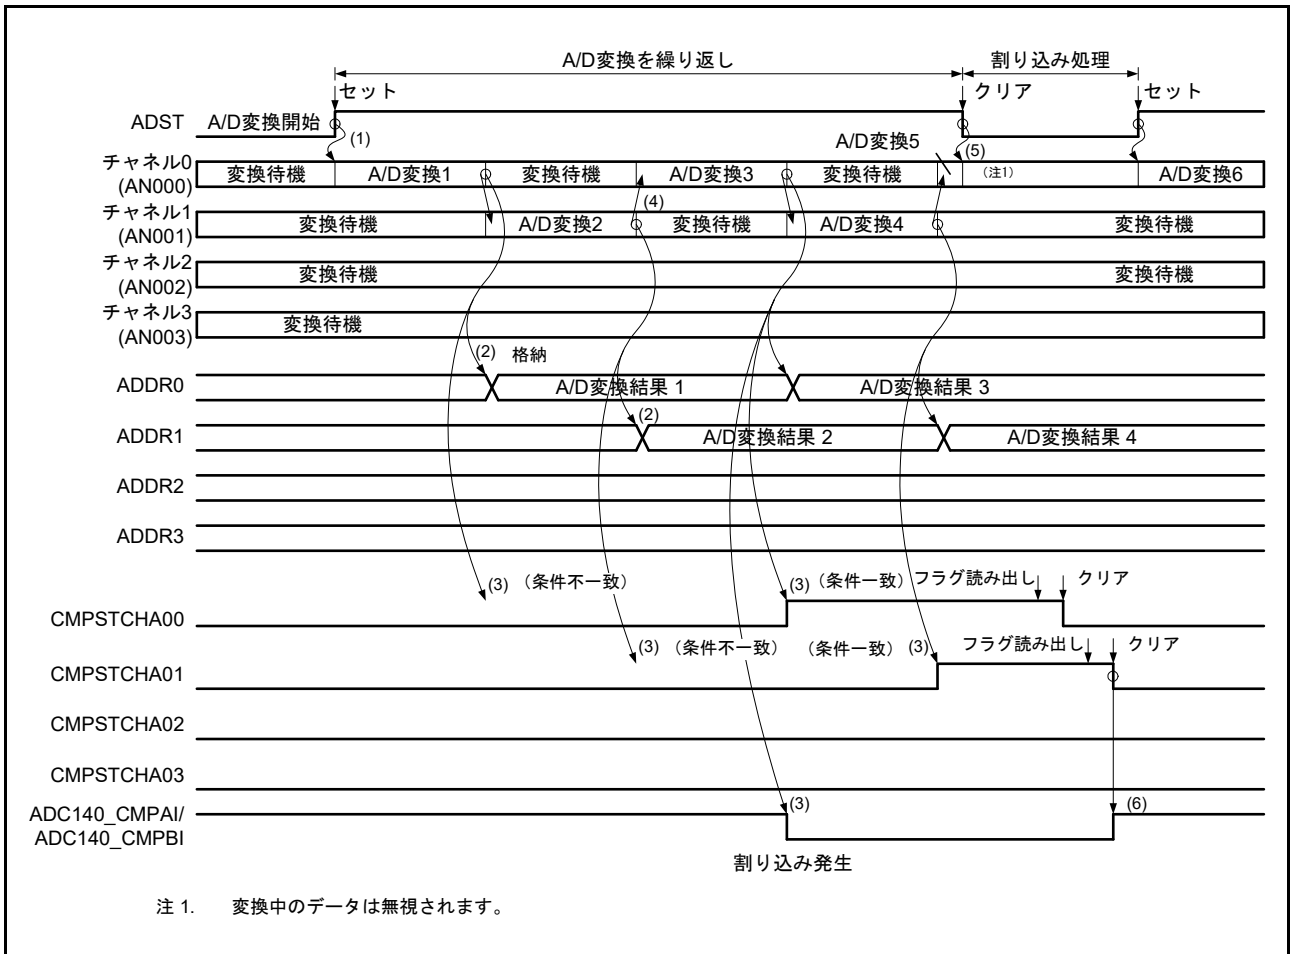 A/D変換を繰り返し 割り込み処理
セット クリア セット
ADST A/D変換開始 (1) A/D変換5 (5)
チャネル0
(AN000) 変換待機 A/D変換1 変換待機 A/D変換3 変換待機 (注1) A/D変換6
(4)
チャネル1
(AN001) 変換待機 A/D変換2 変換待機 A/D変換4 変換待機
チャネル2
(AN002) 変換待機 変換待機
チャネル3
(AN003) 変換待機
(2) 格納
ADDR0 A/D変換結果 1 A/D変換結果 3
(2)
ADDR1 A/D変換結果 2 A/D変換結果 4
ADDR2
ADDR3
(3) (条件不一致) (3) (条件一致) フラグ読み出し クリア
CMPSTCHA00
(3) (条件不一致) (条件一致) (3) フラグ読み出し クリア
CMPSTCHA01
CMPSTCHA02
CMPSTCHA03
(3) (6)
ADC140_CMPAI/
ADC140_CMPBI
割り込み発生
注 1. 変換中のデータは無視されます。